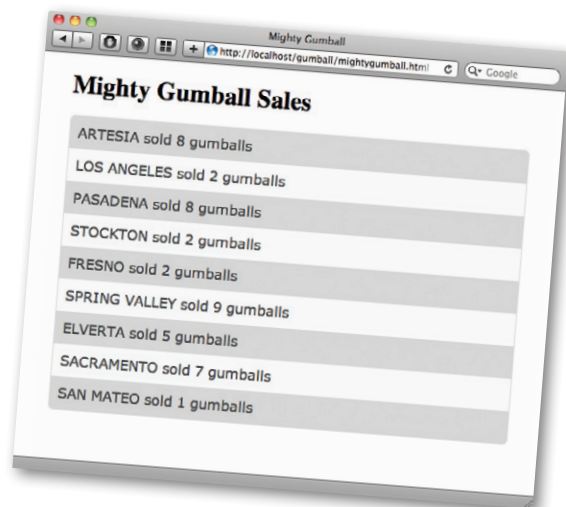 Mighty Gumball
http://localhost/gumball/mightygumball.html
Google
Mighty Gumball Sales
ARTESIA sold 8 gumballs
LOS ANGELES sold 2 gumballs
PASADENA sold 8 gumballs
STOCKTON sold 2 gumballs
FRESNO sold 2 gumballs
SPRING VALLEY sold 9 gumballs
ELVERTA sold 5 gumballs
SACRAMENTO sold 7 gumballs
SAN MATEO sold 1 gumballs